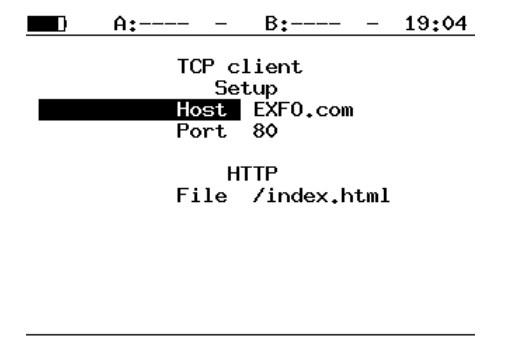 A:---- - B:---- - 19:04
TCP client
Setup
Host EXFO.com
Port 80
HTTP
File /index.html